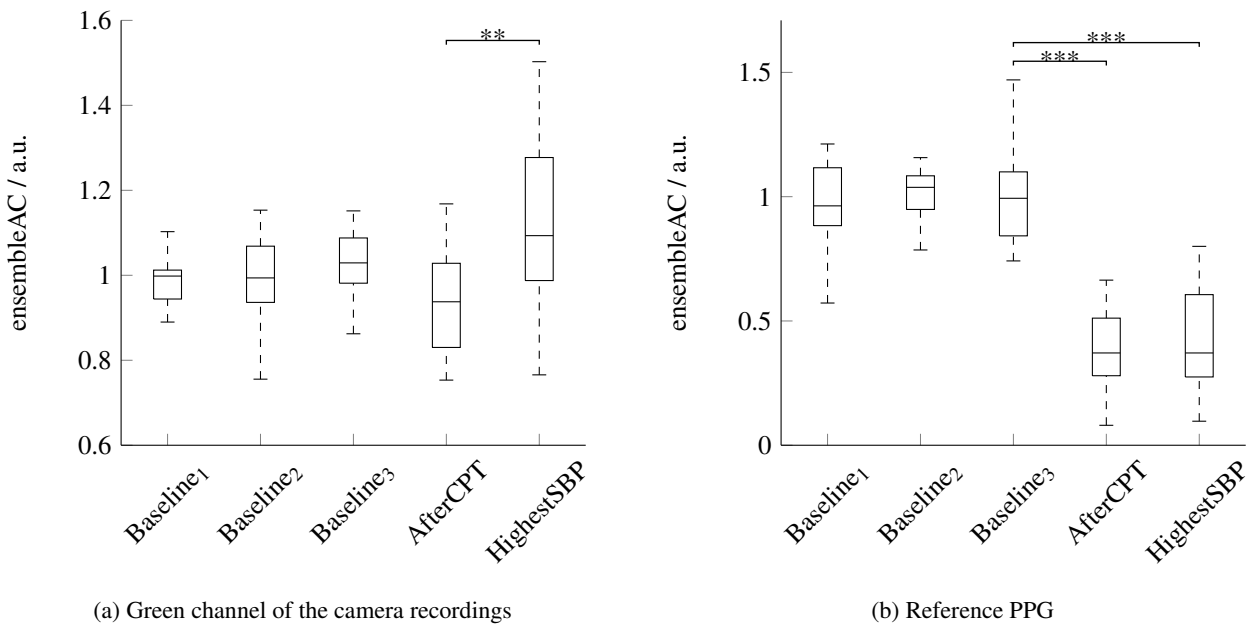 1.6
1.4
1.2
1
0.8
0.6
ensembleAC / a.u.
**
Baseline₁
Baseline₂
Baseline₃
AfterCPT
HighestSBP
(a) Green channel of the camera recordings
1.5
1
0.5
0
ensembleAC / a.u.
***
***
Baseline₁
Baseline₂
Baseline₃
AfterCPT
HighestSBP
(b) Reference PPG